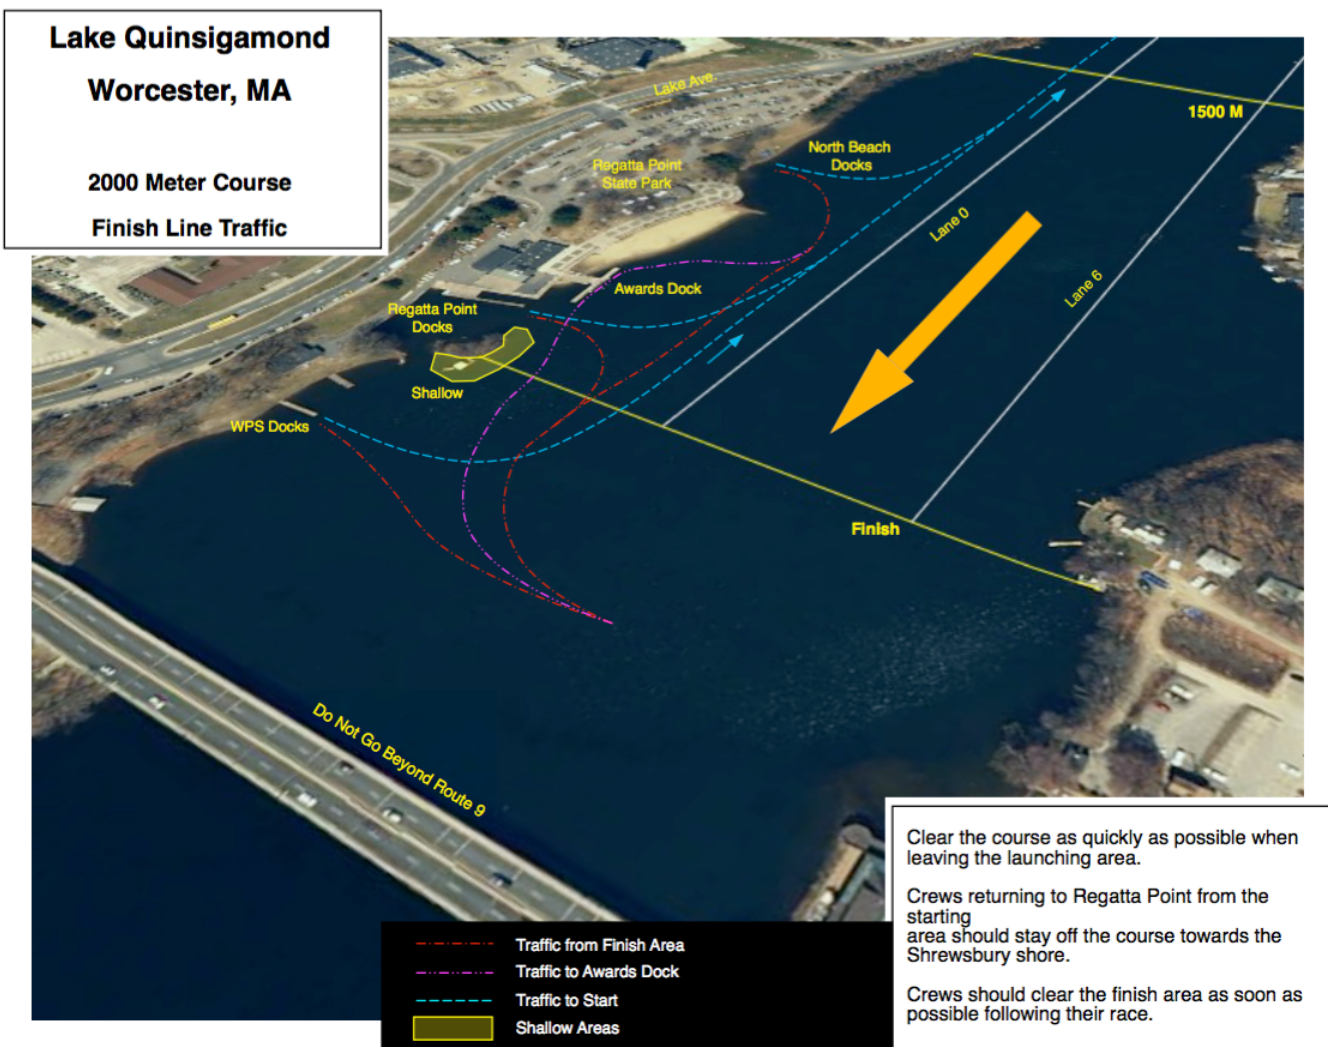 Lake Quinsigamond
Worcester, MA
2000 Meter Course
Finish Line Traffic
Lake Ave.
1500 M
North Beach
Docks
Regatta Point
State Park
Lane 0
Lane 6
Awards Dock
Regatta Point
Docks
Shallow
WPS Docks
Finish
Do Not Go Beyond Route 9
Traffic from Finish Area
Traffic to Awards Dock
Traffic to Start
Shallow Areas
Clear the course as quickly as possible when
leaving the launching area.
Crews returning to Regatta Point from the
starting
area should stay off the course towards the
Shrewsbury shore.
Crews should clear the finish area as soon as
possible following their race.